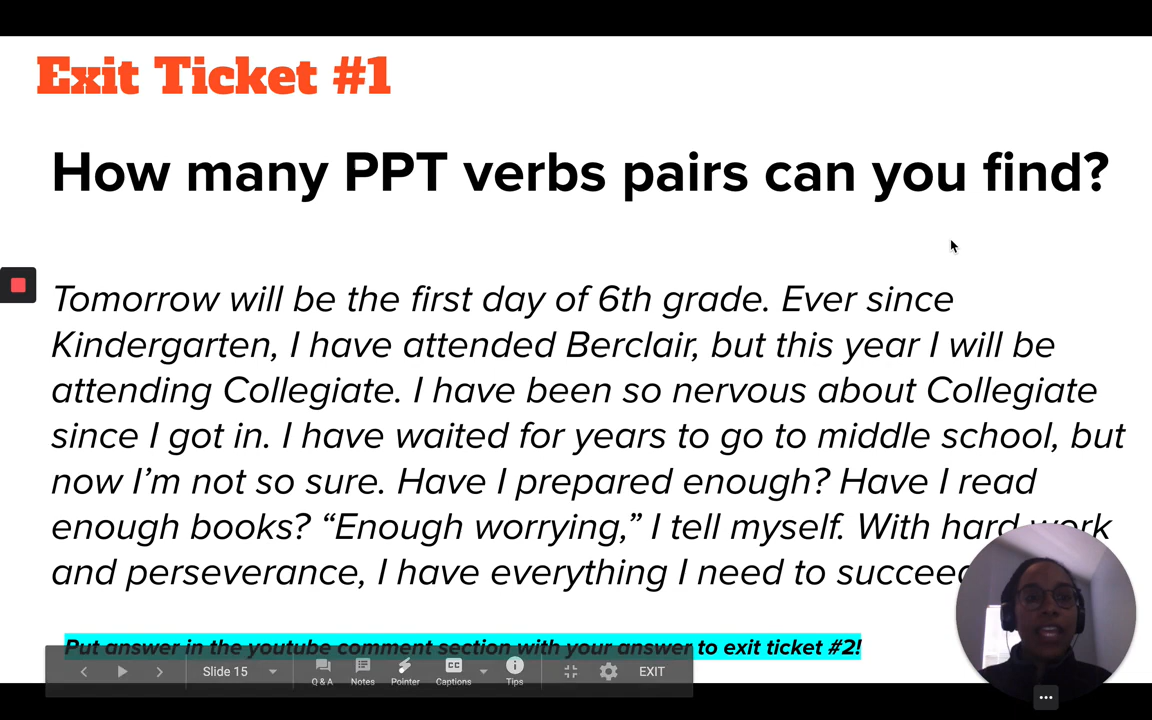 Exit Ticket #1
How many PPT verbs pairs can you find?
Tomorrow will be the first day of 6th grade. Ever since
Kindergarten, I have attended Berclair, but this year I will be
attending Collegiate. I have been so nervous about Collegiate
since I got in. I have waited for years to go to middle school, but
now I'm not so sure. Have I prepared enough? Have I read
enough books? “Enough worrying,” I tell myself. With hard work
and perseverance, I have everything I need to succeed
Put answer in the youtube comment section with your answer to exit ticket #2!
Slide 15
Q & A
Notes
Pointer
Captions
Tips
EXIT